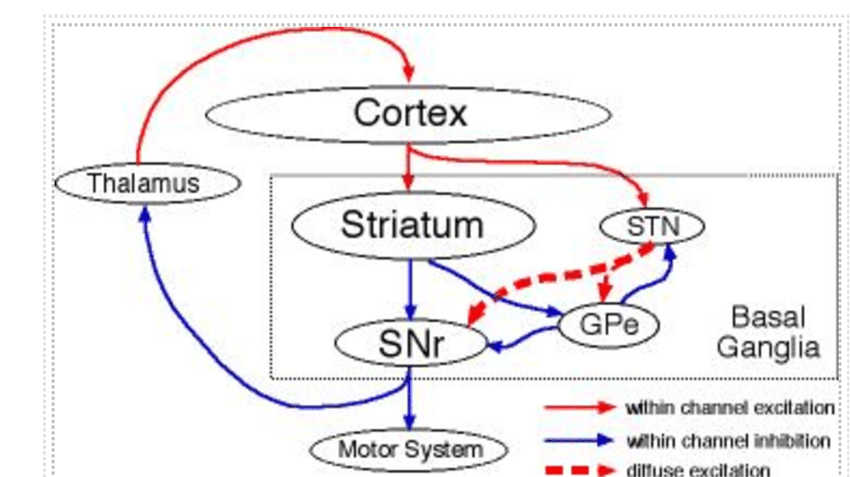 Cortex
Thalamus
Striatum
STN
GPe
SNr
Basal
Ganglia
Motor System
within channel excitation
within channel inhibition
diffuse excitation